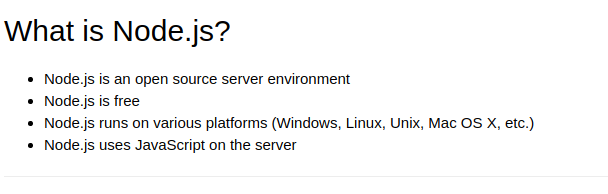 What is Node.js?
Node.js is an open source server environment
Node.js is free
Node.js runs on various platforms (Windows, Linux, Unix, Mac OS X, etc.)
Node.js uses JavaScript on the server